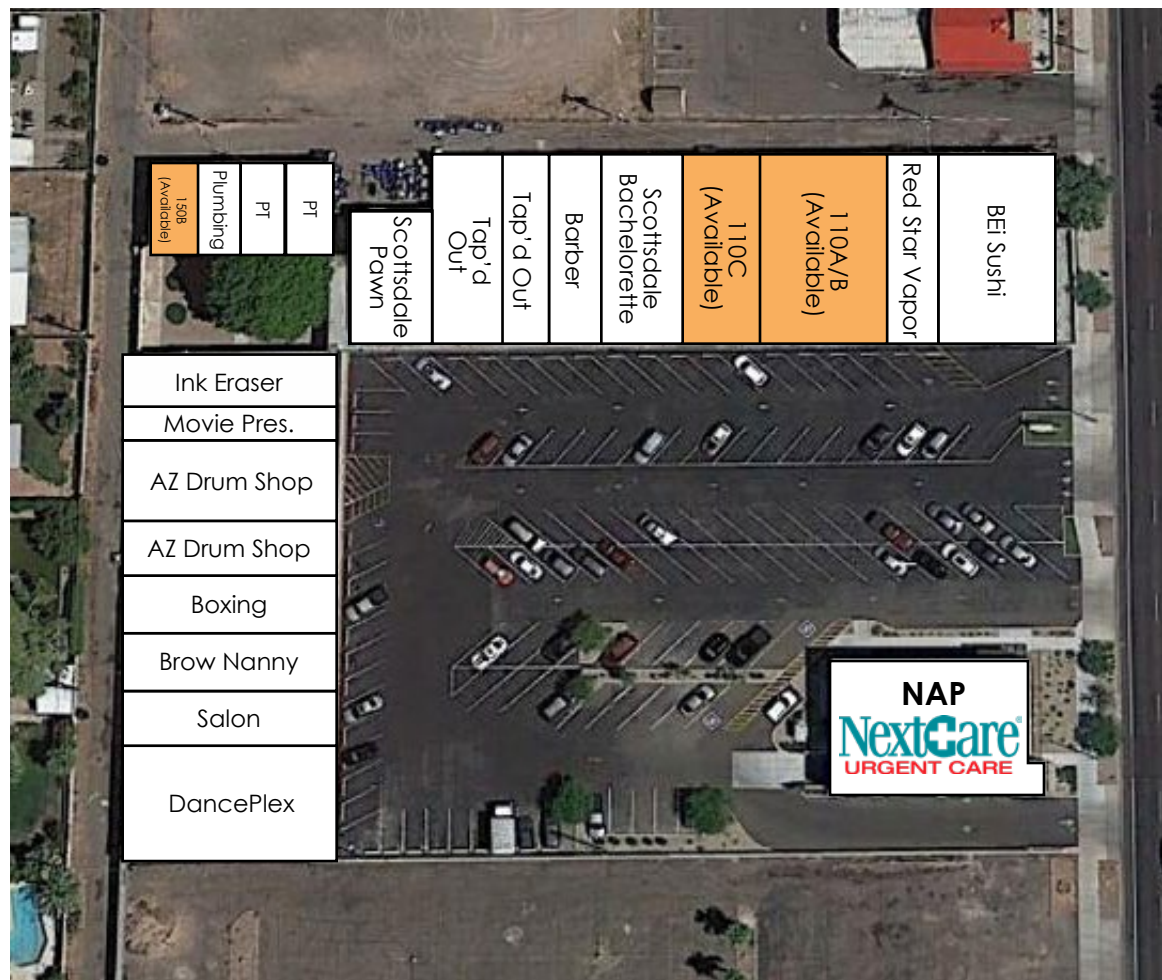 150B
(Available)
Plumbing
PT
PT
Scottsdale
Pawn
Tap'd
Out
Tap'd Out
Barber
Scottsdale
Bachelorette
110C
(Available)
110A/B
(Available)
Red Star Vapor
BEi Sushi
Ink Eraser
Movie Pres.
AZ Drum Shop
AZ Drum Shop
Boxing
Brow Nanny
Salon
DancePlex
NAP
NextCare®
URGENT CARE